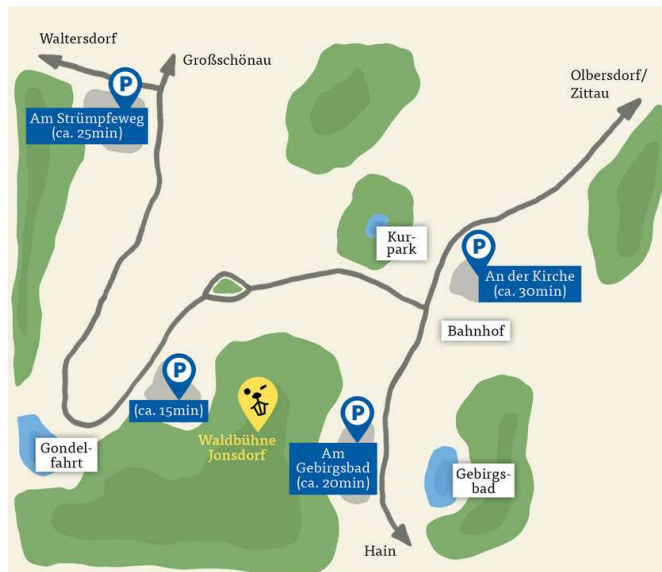 Waltersdorf
Großschönau
P
Am Strümpfeweg
(ca. 25min)
Olbersdorf/
Zittau
Kur-
park
P
An der Kirche
(ca. 30min)
Bahnhof
P
(ca. 15min)
Waldbühne
Jonsdorf
P
Am
Gebirgsbad
(ca. 20min)
Gondel-
fahrt
Gebirgs-
bad
Hain